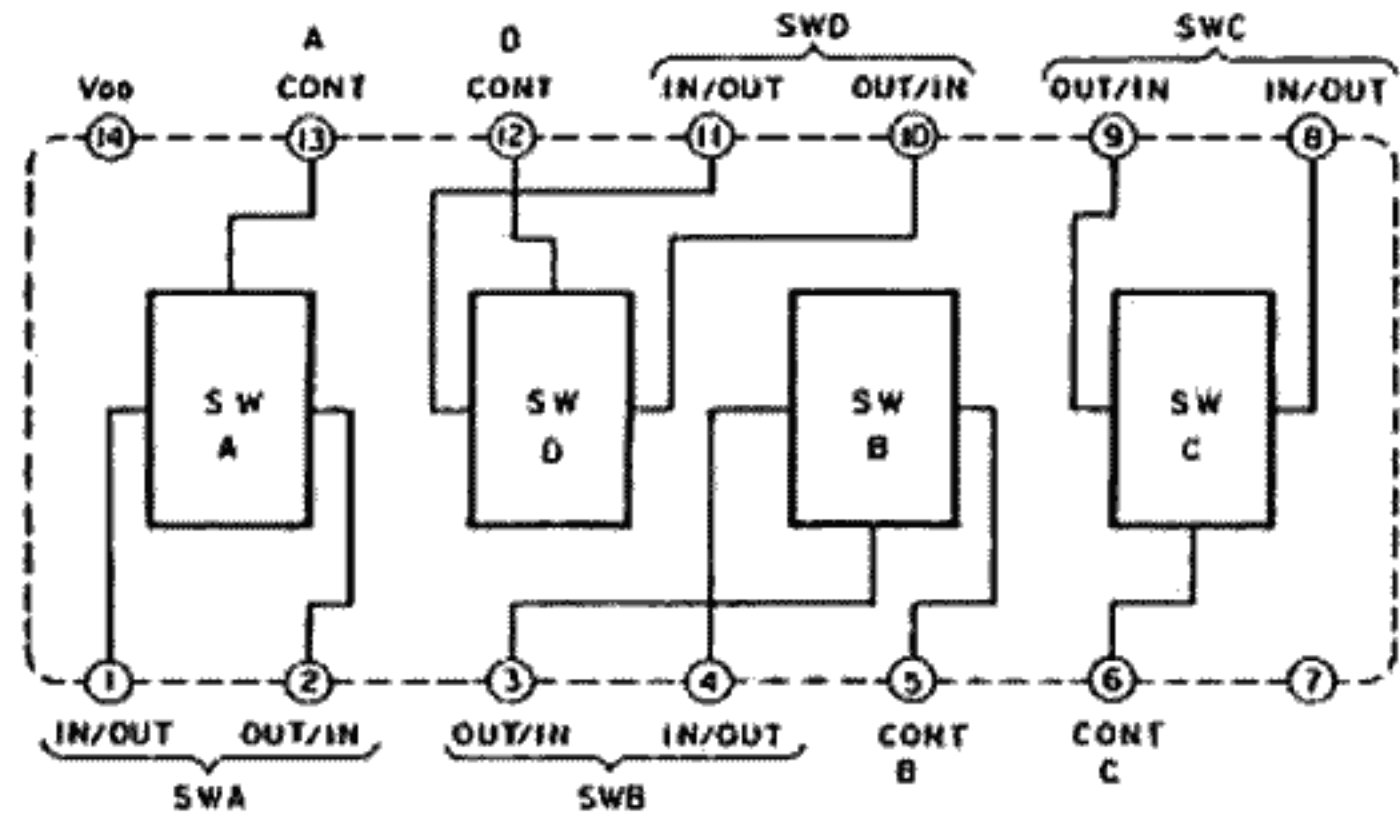 SWD SWC
A D
V₀₀ CONT CONT IN/OUT OUT/IN OUT/IN IN/OUT
14 13 12 11 10 9 8
SW SW SW SW
A D B C
1 2 3 4 5 6 7
IN/OUT OUT/IN OUT/IN IN/OUT CONT CONT
B C
SWA SWB